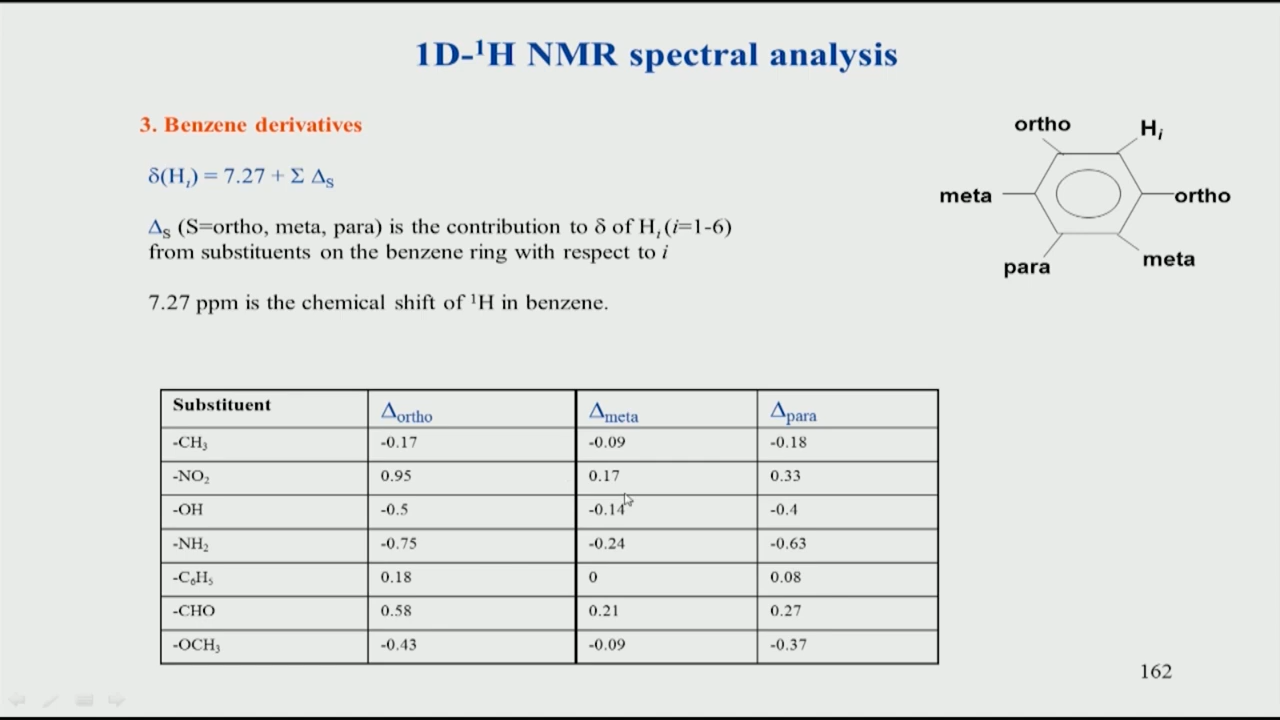 1D-¹H NMR spectral analysis
3. Benzene derivatives
δ(Hᵢ) = 7.27 + Σ Δₛ
Δₛ (S=ortho, meta, para) is the contribution to δ of Hᵢ(i=1-6)
from substituents on the benzene ring with respect to i
7.27 ppm is the chemical shift of ¹H in benzene.
ortho Hᵢ
meta ortho
para meta
Substituent Δortho Δmeta Δpara
-CH₃ -0.17 -0.09 -0.18
-NO₂ 0.95 0.17 0.33
-OH -0.5 -0.14 -0.4
-NH₂ -0.75 -0.24 -0.63
-C₆H₅ 0.18 0 0.08
-CHO 0.58 0.21 0.27
-OCH₃ -0.43 -0.09 -0.37
162